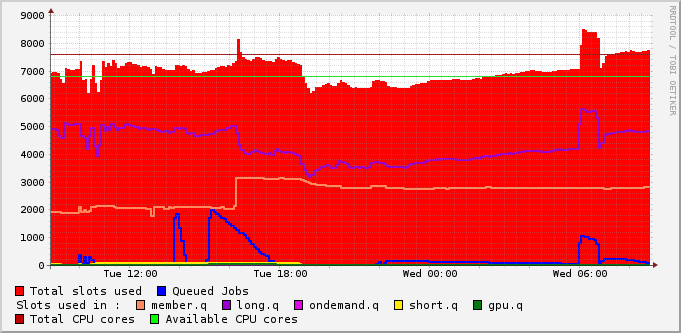 9000
8000
7000
6000
5000
4000
3000
2000
1000
0
Tue 12:00 Tue 18:00 Wed 00:00 Wed 06:00
Total slots used Queued Jobs
Slots used in : member.q long.q ondemand.q short.q gpu.q
Total CPU cores Available CPU cores
RRDTOOL / TOBI OETIKER